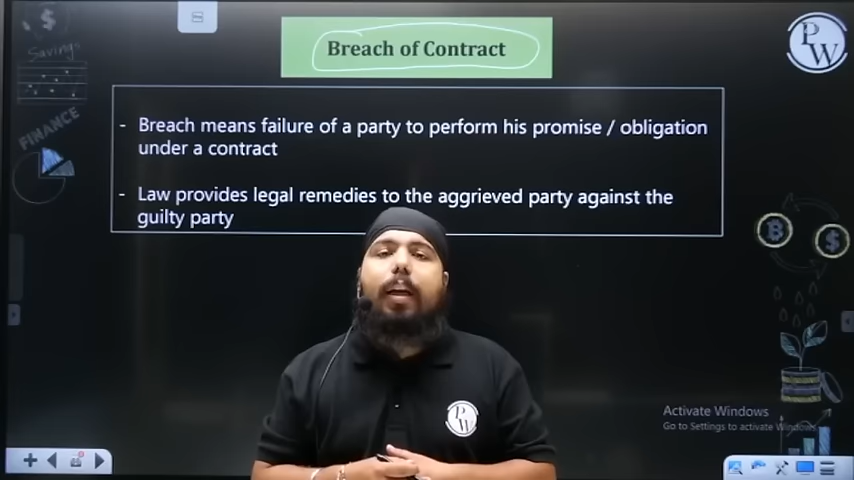 Breach of Contract
P
W
Savings
FINANCE
- Breach means failure of a party to perform his promise / obligation
under a contract
- Law provides legal remedies to the aggrieved party against the
guilty party
B
$
$
P
W
Activate Windows
Go to Settings to activate Windows.